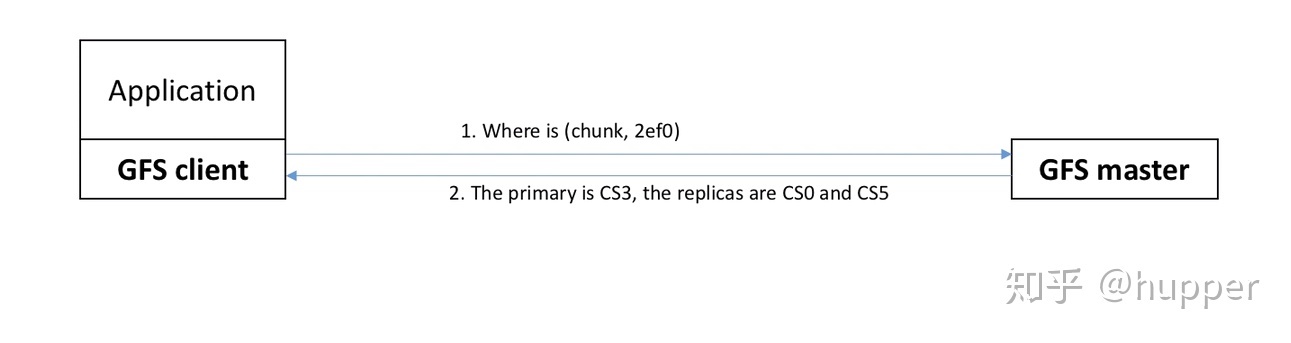 Application
GFS client
1. Where is (chunk, 2ef0)
2. The primary is CS3, the replicas are CS0 and CS5
GFS master
知乎 @hupper